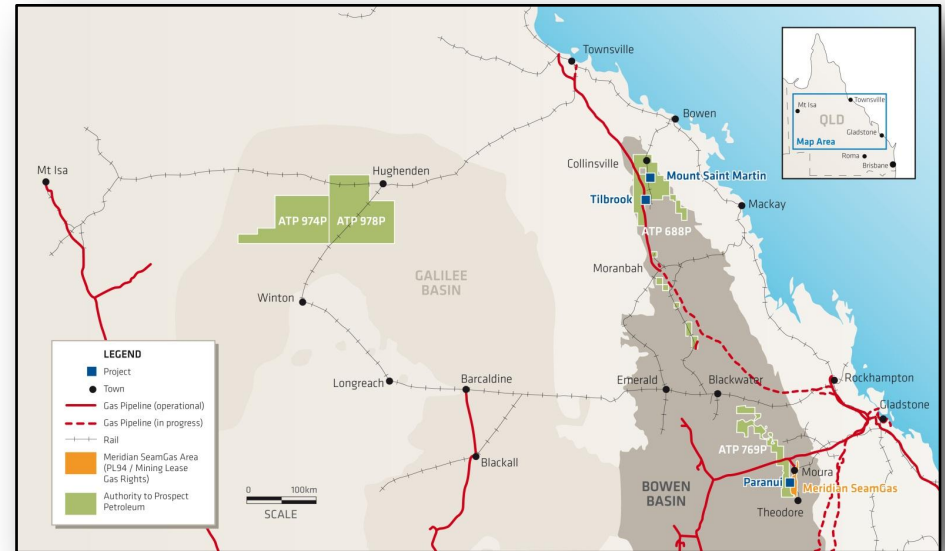 Townsville
Bowen
Collinsville
Mount Saint Martin
Tilbrook
Mackay
ATP 688P
Moranbah
Mt Isa
Hughenden
ATP 974P
ATP 978P
GALILEE
BASIN
Winton
Longreach
Barcaldine
Emerald
Blackwater
Rockhampton
Gladstone
ATP 769P
Blackall
BOWEN
BASIN
Moura
Paranui
Meridian SeamGas
Theodore
LEGEND
Project
Town
Gas Pipeline (operational)
Gas Pipeline (in progress)
Rail
Meridian SeamGas Area
(PL94 / Mining Lease
Gas Rights)
Authority to Prospect
Petroleum
0 100km
SCALE
Townsville
Mt Isa
QLD
Gladstone
Map Area
Roma
Brisbane